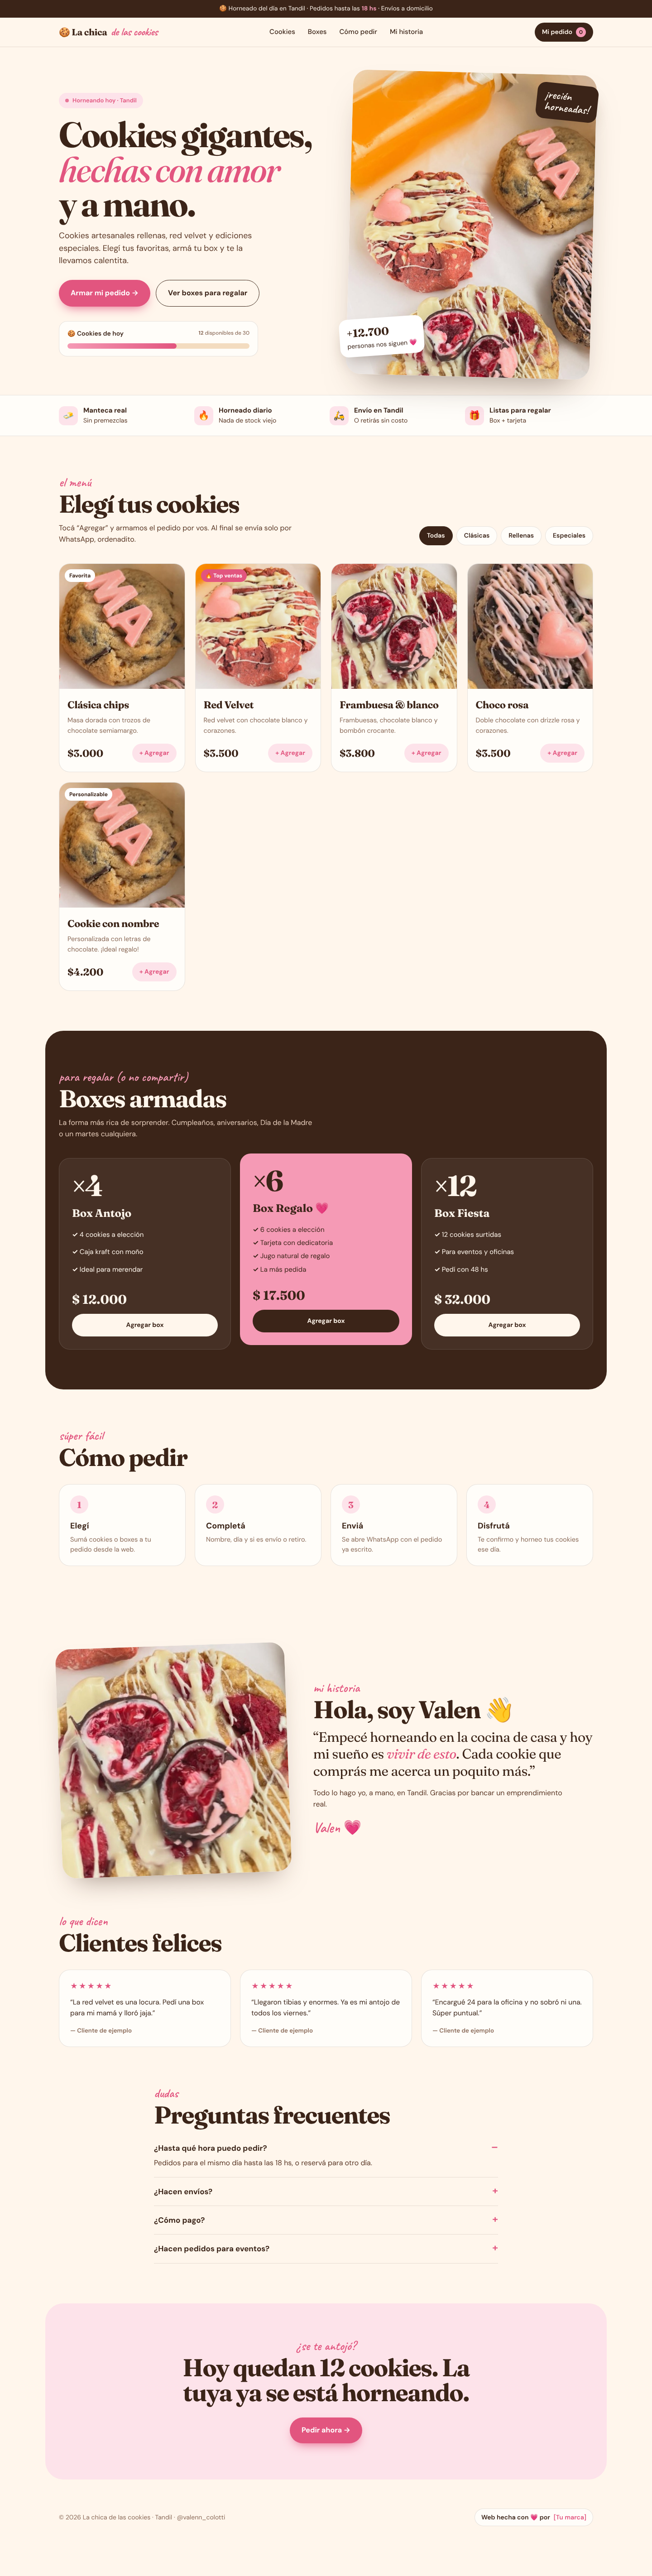 🍪 Horneado del día en Tandil · Pedidos hasta las 18 hs · Envíos a domicilio
🍪 La chica de las cookies
Cookies
Boxes
Cómo pedir
Mi historia
Mi pedido 0
Horneando hoy · Tandil
Cookies gigantes,
hechas con amor
y a mano.
Cookies artesanales rellenas, red velvet y ediciones
especiales. Elegí tus favoritas, armá tu box y te la
llevamos calentita.
Armar mi pedido →
Ver boxes para regalar
🍪 Cookies de hoy
12 disponibles de 30
¡recién
horneadas!
MA
+12.700
personas nos siguen 💗
Manteca real
Sin premezclas
Horneado diario
Nada de stock viejo
Envío en Tandil
O retirás sin costo
Listas para regalar
Box + tarjeta
el menú
Elegí tus cookies
Tocá “Agregar” y armamos el pedido por vos. Al final se envía solo por
WhatsApp, ordenadito.
Todas
Clásicas
Rellenas
Especiales
Favorita
MA
Clásica chips
Masa dorada con trozos de
chocolate semiamargo.
$3.000
+ Agregar
🔥 Top ventas
Red Velvet
Red velvet con chocolate blanco y
corazones.
$3.500
+ Agregar
Frambuesa & blanco
Frambuesas, chocolate blanco y
bombón crocante.
$3.800
+ Agregar
Choco rosa
Doble chocolate con drizzle rosa y
corazones.
$3.500
+ Agregar
Personalizable
MA
Cookie con nombre
Personalizada con letras de
chocolate. ¡Ideal regalo!
$4.200
+ Agregar
para regalar (o no compartir)
Boxes armadas
La forma más rica de sorprender. Cumpleaños, aniversarios, Día de la Madre
o un martes cualquiera.
×4
Box Antojo
✓ 4 cookies a elección
✓ Caja kraft con moño
✓ Ideal para merendar
$ 12.000
Agregar box
×6
Box Regalo 💗
✓ 6 cookies a elección
✓ Tarjeta con dedicatoria
✓ Jugo natural de regalo
✓ La más pedida
$ 17.500
Agregar box
×12
Box Fiesta
✓ 12 cookies surtidas
✓ Para eventos y oficinas
✓ Pedí con 48 hs
$ 32.000
Agregar box
súper fácil
Cómo pedir
1
Elegí
Sumá cookies o boxes a tu
pedido desde la web.
2
Completá
Nombre, día y si es envío o retiro.
3
Enviá
Se abre WhatsApp con el pedido
ya escrito.
4
Disfrutá
Te confirmo y horneo tus cookies
ese día.
mi historia
Hola, soy Valen 👋
“Empecé horneando en la cocina de casa y hoy
mi sueño es vivir de esto. Cada cookie que
comprás me acerca un poquito más.”
Todo lo hago yo, a mano, en Tandil. Gracias por bancar un emprendimiento
real.
Valen 💗
lo que dicen
Clientes felices
★★★★★
“La red velvet es una locura. Pedí una box
para mi mamá y lloró jaja.”
— Cliente de ejemplo
★★★★★
“Llegaron tibias y enormes. Ya es mi antojo de
todos los viernes.”
— Cliente de ejemplo
★★★★★
“Encargué 24 para la oficina y no sobró ni una.
Súper puntual.”
— Cliente de ejemplo
dudas
Preguntas frecuentes
¿Hasta qué hora puedo pedir? −
Pedidos para el mismo día hasta las 18 hs, o reservá para otro día.
¿Hacen envíos? +
¿Cómo pago? +
¿Hacen pedidos para eventos? +
¿se te antojó?
Hoy quedan 12 cookies. La
tuya ya se está horneando.
Pedir ahora →
© 2026 La chica de las cookies · Tandil · @valenn_colotti
Web hecha con 💗 por [Tu marca]